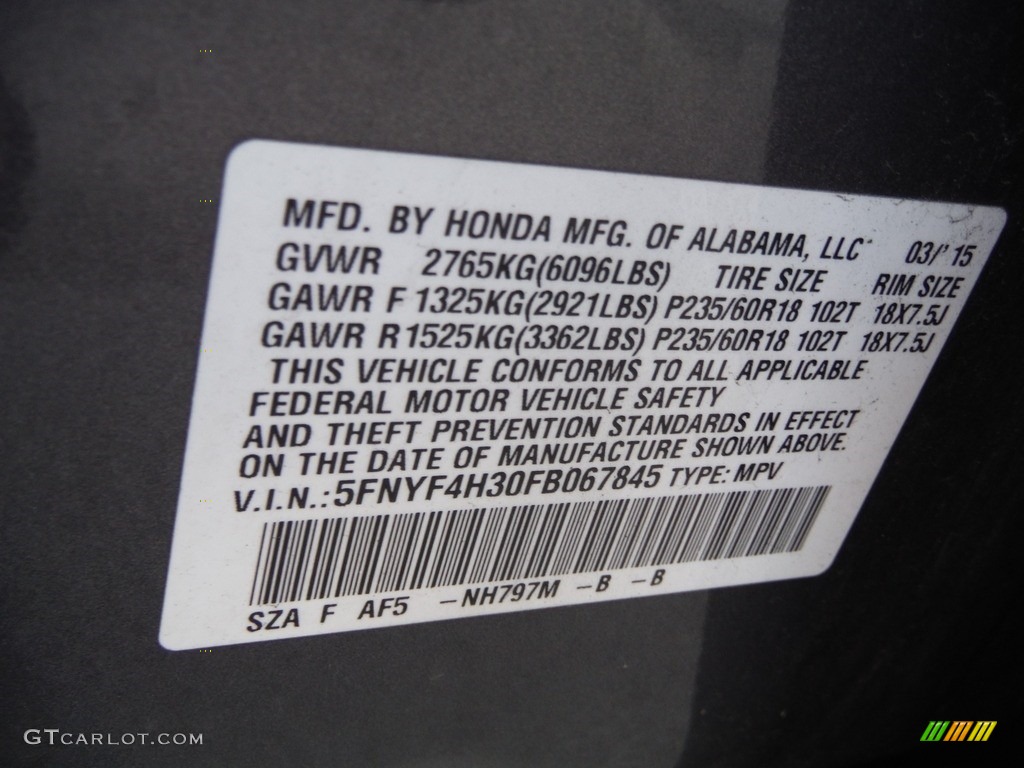 MFD. BY HONDA MFG. OF ALABAMA, LLC 03/'15
GVWR 2765KG(6096LBS) TIRE SIZE RIM SIZE
GAWR F 1325KG(2921LBS) P235/60R18 102T 18X7.5J
GAWR R 1525KG(3362LBS) P235/60R18 102T 18X7.5J
THIS VEHICLE CONFORMS TO ALL APPLICABLE
FEDERAL MOTOR VEHICLE SAFETY
AND THEFT PREVENTION STANDARDS IN EFFECT
ON THE DATE OF MANUFACTURE SHOWN ABOVE.
V.I.N.:5FNYF4H30FB067845 TYPE: MPV
SZA F AF5 -NH797M -B -B
GTCARLOT.COM